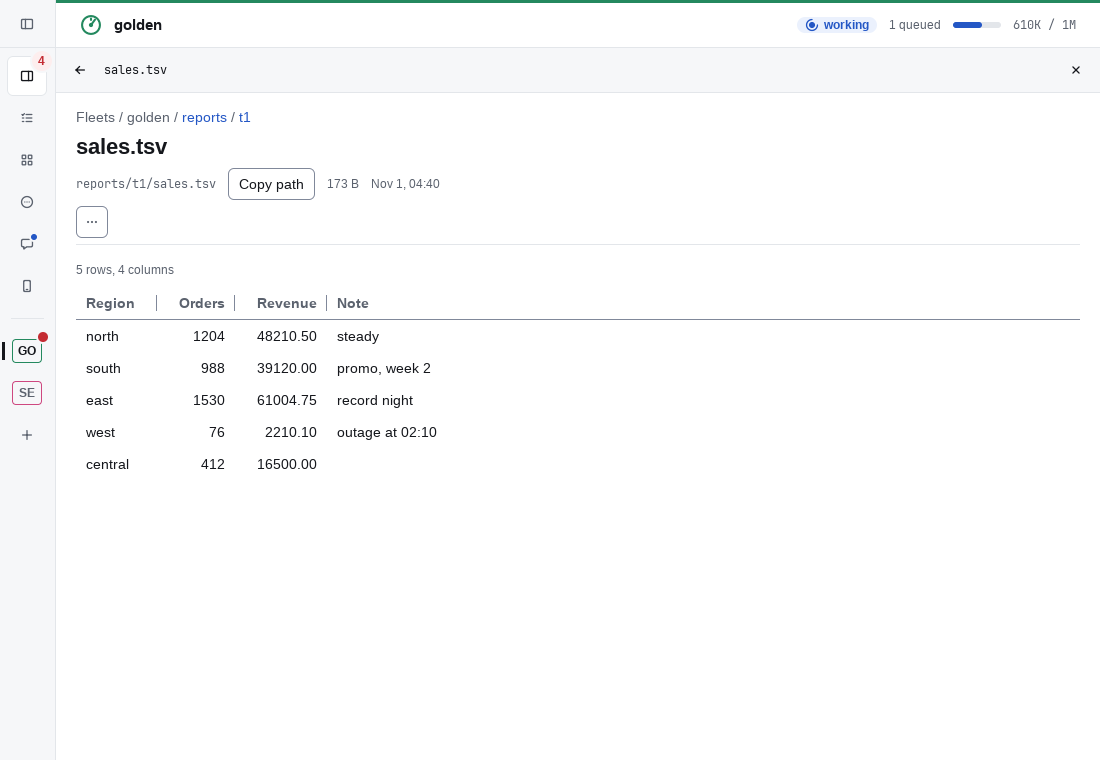 golden
working
1 queued
610K / 1M
4
sales.tsv
Fleets / golden / reports / t1
sales.tsv
reports/t1/sales.tsv
Copy path
173 B
Nov 1, 04:40
5 rows, 4 columns
Region Orders Revenue Note
north 1204 48210.50 steady
south 988 39120.00 promo, week 2
east 1530 61004.75 record night
west 76 2210.10 outage at 02:10
central 412 16500.00
GO
SE